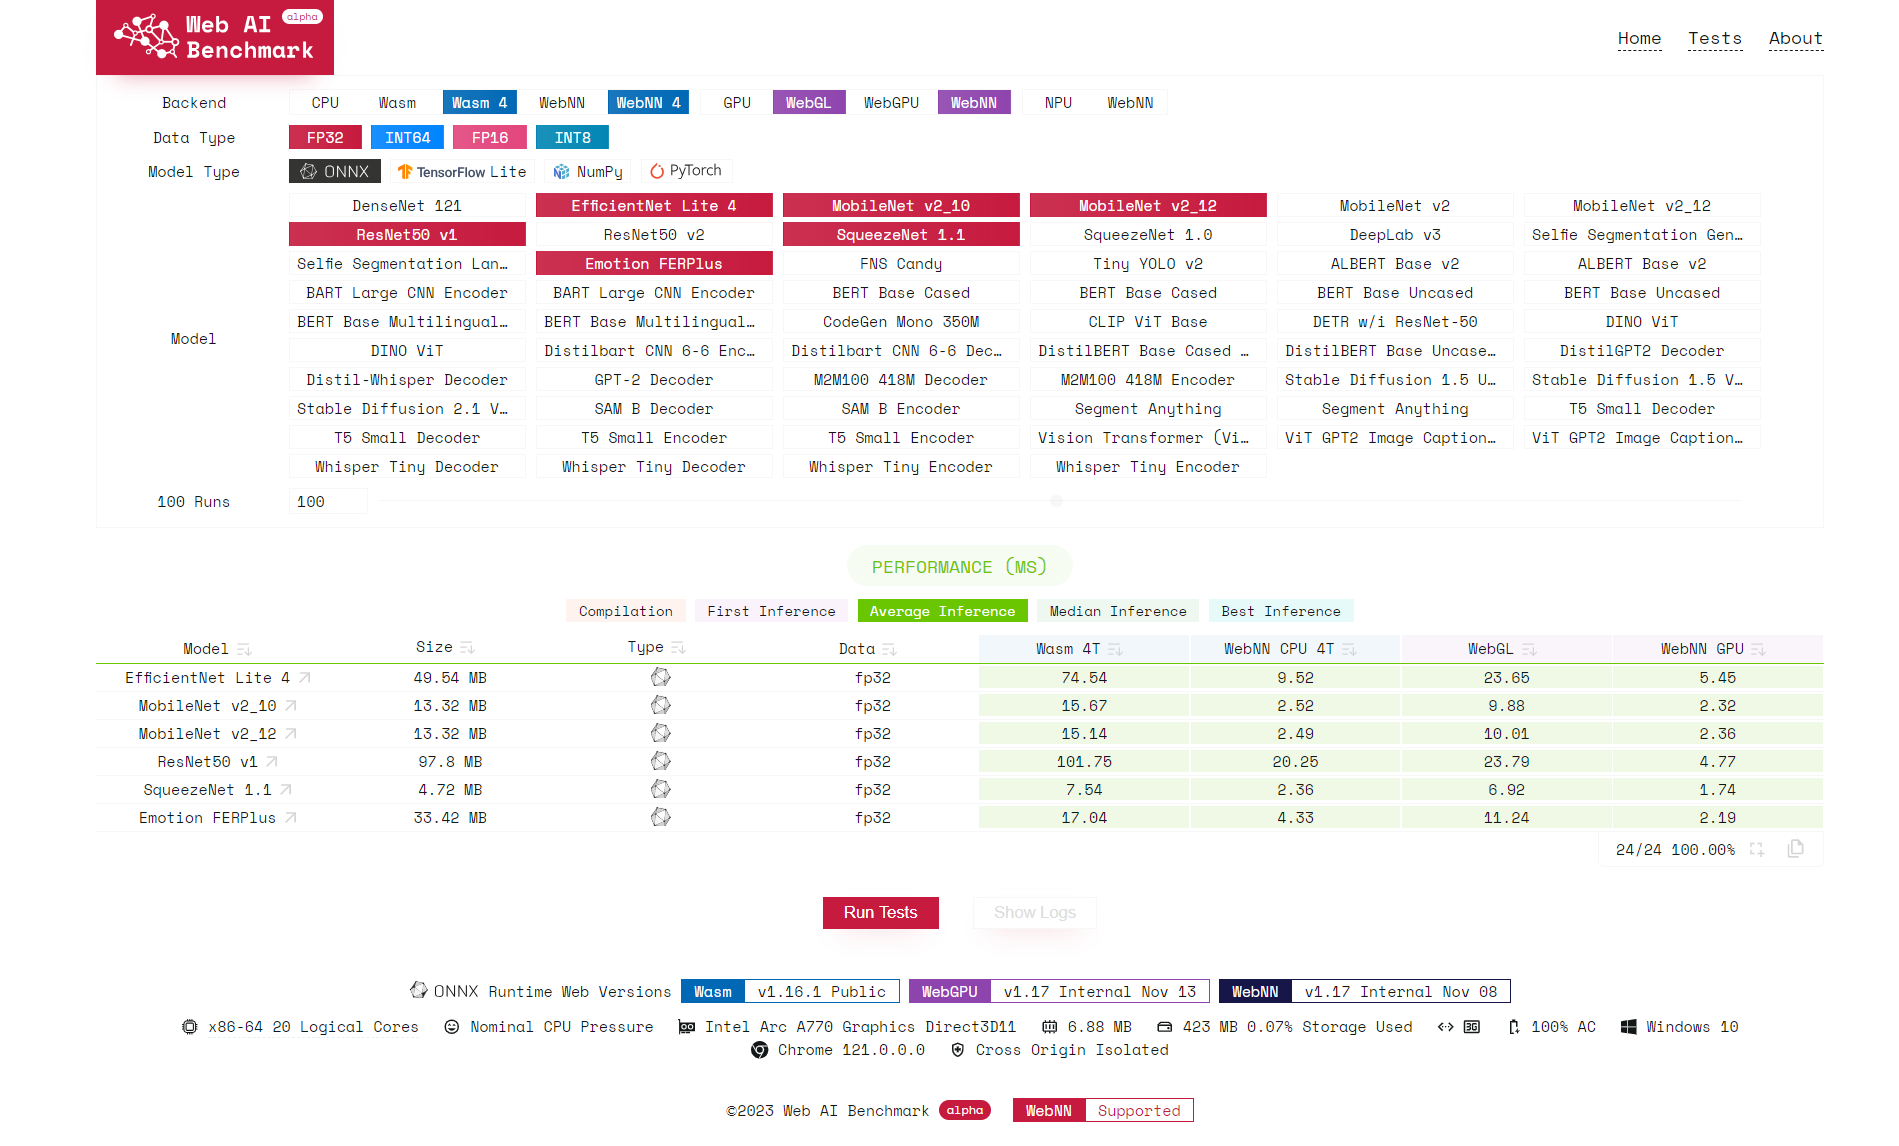 Web AI alpha
Benchmark
Home Tests About
Backend CPU Wasm Wasm 4 WebNN WebNN 4 GPU WebGL WebGPU WebNN NPU WebNN
Data Type FP32 INT64 FP16 INT8
Model Type ONNX TensorFlow Lite NumPy PyTorch
DenseNet 121 EfficientNet Lite 4 MobileNet v2_10 MobileNet v2_12 MobileNet v2 MobileNet v2_12
ResNet50 v1 ResNet50 v2 SqueezeNet 1.1 SqueezeNet 1.0 DeepLab v3 Selfie Segmentation Gen…
Selfie Segmentation Lan… Emotion FERPlus FNS Candy Tiny YOLO v2 ALBERT Base v2 ALBERT Base v2
BART Large CNN Encoder BART Large CNN Encoder BERT Base Cased BERT Base Cased BERT Base Uncased BERT Base Uncased
BERT Base Multilingual… BERT Base Multilingual… CodeGen Mono 350M CLIP ViT Base DETR w/i ResNet-50 DINO ViT
Model
DINO ViT Distilbart CNN 6-6 Enc… Distilbart CNN 6-6 Dec… DistilBERT Base Cased … DistilBERT Base Uncase… DistilGPT2 Decoder
Distil-Whisper Decoder GPT-2 Decoder M2M100 418M Decoder M2M100 418M Encoder Stable Diffusion 1.5 U… Stable Diffusion 1.5 V…
Stable Diffusion 2.1 V… SAM B Decoder SAM B Encoder Segment Anything Segment Anything T5 Small Decoder
T5 Small Decoder T5 Small Encoder T5 Small Encoder Vision Transformer (Vi… ViT GPT2 Image Caption… ViT GPT2 Image Caption…
Whisper Tiny Decoder Whisper Tiny Decoder Whisper Tiny Encoder Whisper Tiny Encoder
100 Runs 100
PERFORMANCE (MS)
Compilation First Inference Average Inference Median Inference Best Inference
Model Size Type Data Wasm 4T WebNN CPU 4T WebGL WebNN GPU
EfficientNet Lite 4 49.54 MB fp32 74.54 9.52 23.65 5.45
MobileNet v2_10 13.32 MB fp32 15.67 2.52 9.88 2.32
MobileNet v2_12 13.32 MB fp32 15.14 2.49 10.01 2.36
ResNet50 v1 97.8 MB fp32 101.75 20.25 23.79 4.77
SqueezeNet 1.1 4.72 MB fp32 7.54 2.36 6.92 1.74
Emotion FERPlus 33.42 MB fp32 17.04 4.33 11.24 2.19
24/24 100.00%
Run Tests Show Logs
ONNX Runtime Web Versions Wasm v1.16.1 Public WebGPU v1.17 Internal Nov 13 WebNN v1.17 Internal Nov 08
x86-64 20 Logical Cores Nominal CPU Pressure Intel Arc A770 Graphics Direct3D11 6.88 MB 423 MB 0.07% Storage Used 3G 100% AC Windows 10
Chrome 121.0.0.0 Cross Origin Isolated
©2023 Web AI Benchmark alpha WebNN Supported